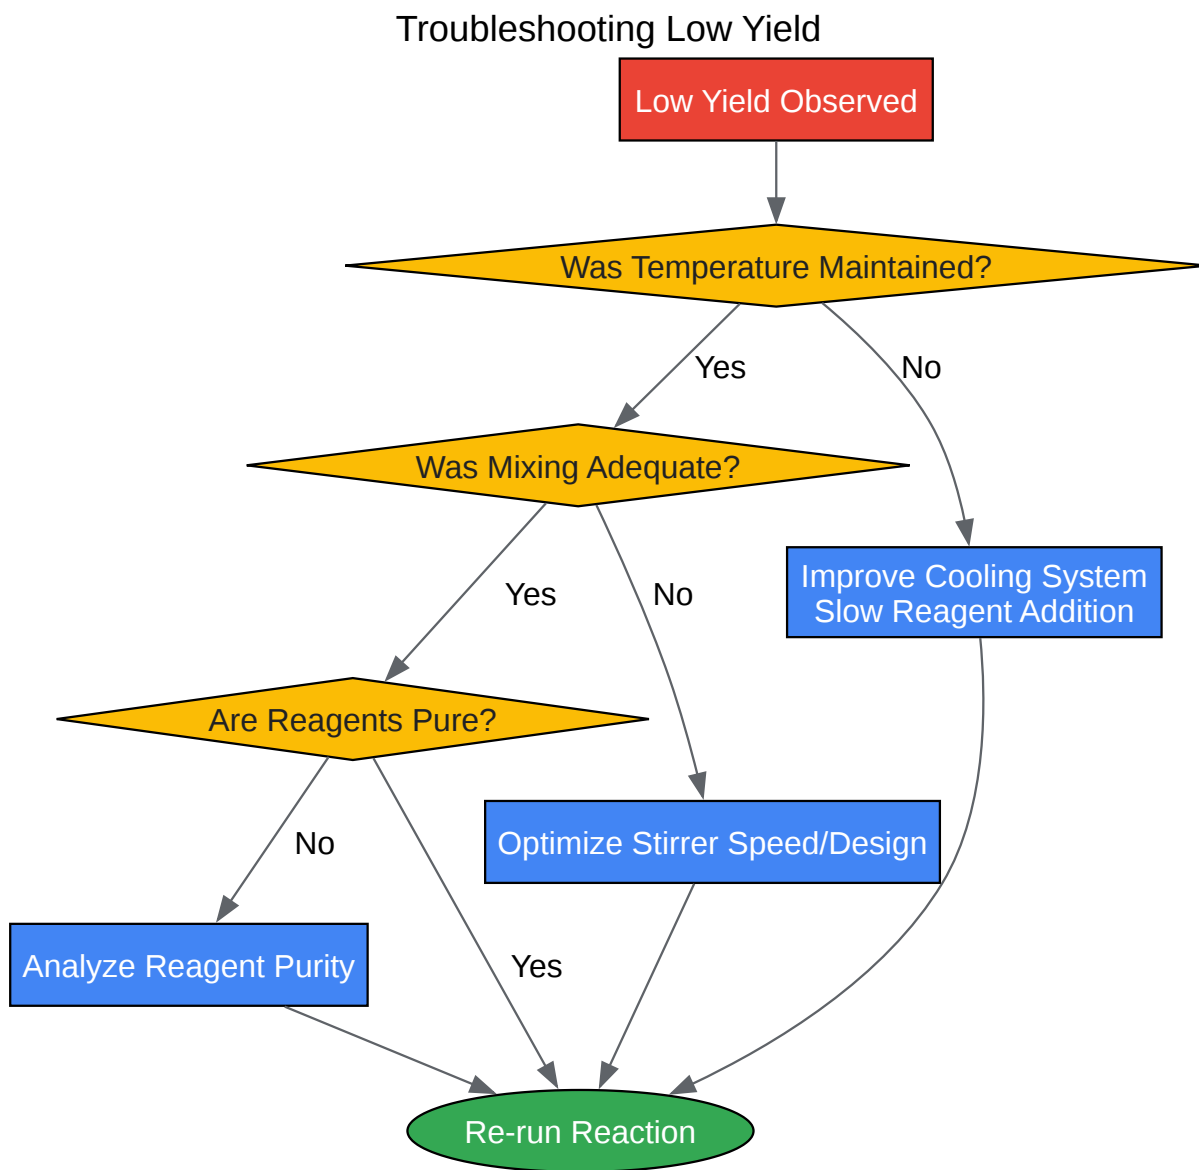 Troubleshooting Low Yield
Low Yield Observed
Was Temperature Maintained?
Yes
No
Was Mixing Adequate?
Improve Cooling System
Slow Reagent Addition
Yes
No
Are Reagents Pure?
No
Optimize Stirrer Speed/Design
Analyze Reagent Purity
Yes
Re-run Reaction